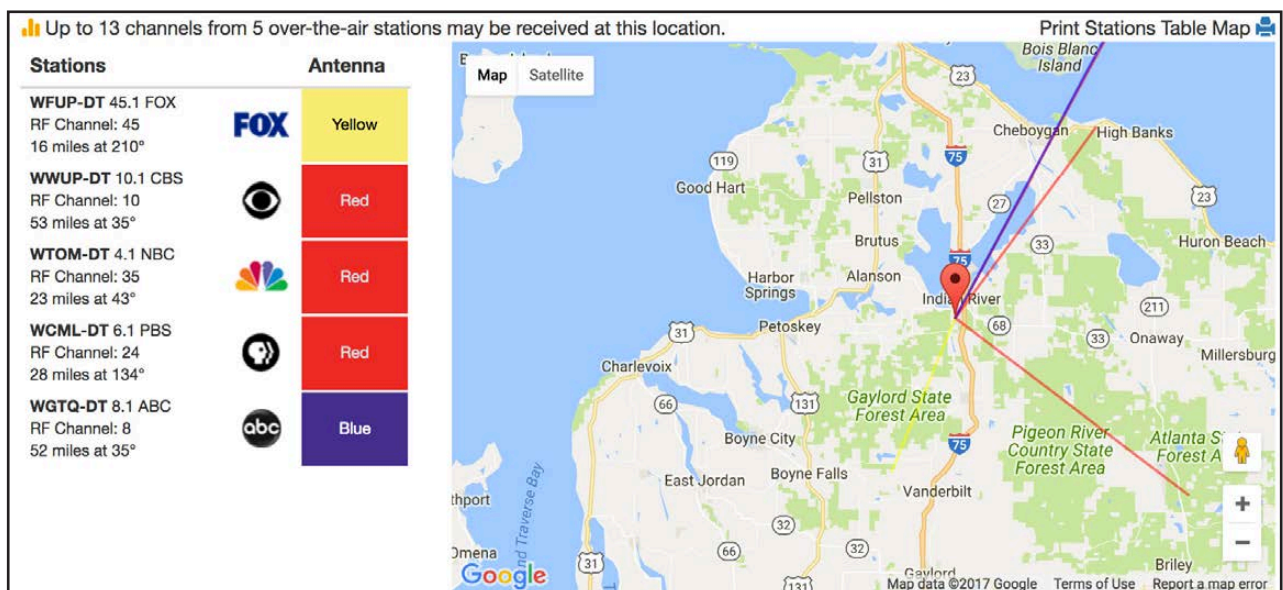 Up to 13 channels from 5 over-the-air stations may be received at this location.
Print Stations Table Map
Stations
Antenna
WFUP-DT 45.1 FOX
RF Channel: 45
16 miles at 210°
FOX
Yellow
WWUP-DT 10.1 CBS
RF Channel: 10
53 miles at 35°
Red
WTOM-DT 4.1 NBC
RF Channel: 35
23 miles at 43°
Red
WCML-DT 6.1 PBS
RF Channel: 24
28 miles at 134°
Red
WGTQ-DT 8.1 ABC
RF Channel: 8
52 miles at 35°
abc
Blue
Map
Satellite
Bois Blanc
Island
23
Cheboygan
High Banks
75
119
31
Good Hart
Pellston
27
23
33
Brutus
Huron Beach
75
Harbor
Springs
Alanson
Indian River
211
31
Petoskey
68
33
Onaway
Millersburg
Charlevoix
66
131
Gaylord State
Forest Area
75
Pigeon River
Country State
Forest Area
Atlanta S
Forest A
Boyne City
East Jordan
Boyne Falls
Vanderbilt
thport
nd Traverse Bay
32
66
32
Omena
31
131
Gaylord
Briley
+
−
Google
Map data ©2017 Google
Terms of Use
Report a map error